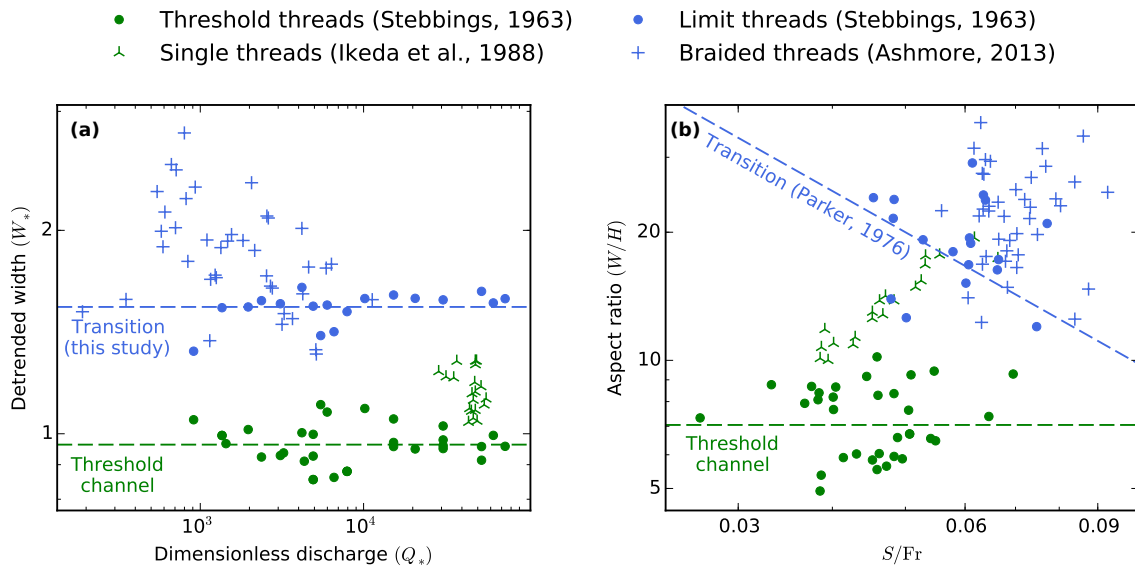 Threshold threads (Stebbings, 1963)
Single threads (Ikeda et al., 1988)
Limit threads (Stebbings, 1963)
Braided threads (Ashmore, 2013)
(a)
Detrended width (W*)
2
1
Transition
(this study)
Threshold
channel
10³
10⁴
Dimensionless discharge (Q*)
(b)
Aspect ratio (W/H)
20
10
5
Transition (Parker, 1976)
Threshold
channel
0.03
0.06
0.09
S/Fr